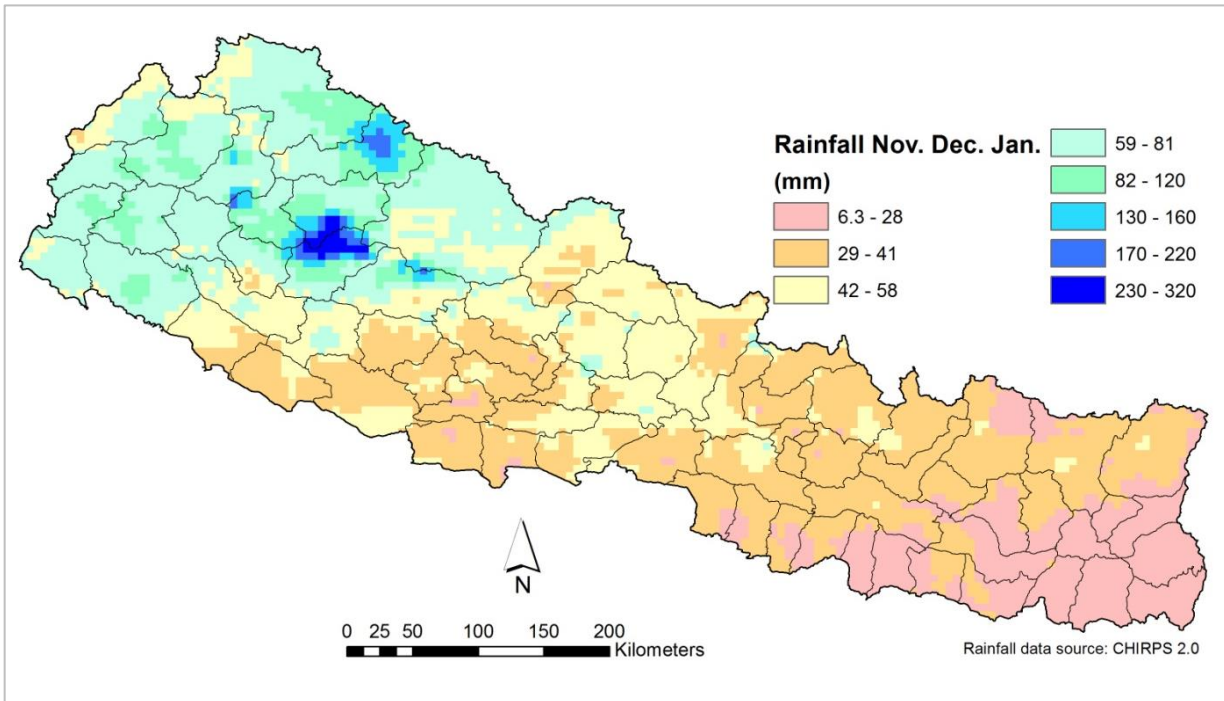 Rainfall Nov. Dec. Jan.
(mm)
6.3 - 28
29 - 41
42 - 58
59 - 81
82 - 120
130 - 160
170 - 220
230 - 320
N
0 25 50 100 150 200
Kilometers
Rainfall data source: CHIRPS 2.0